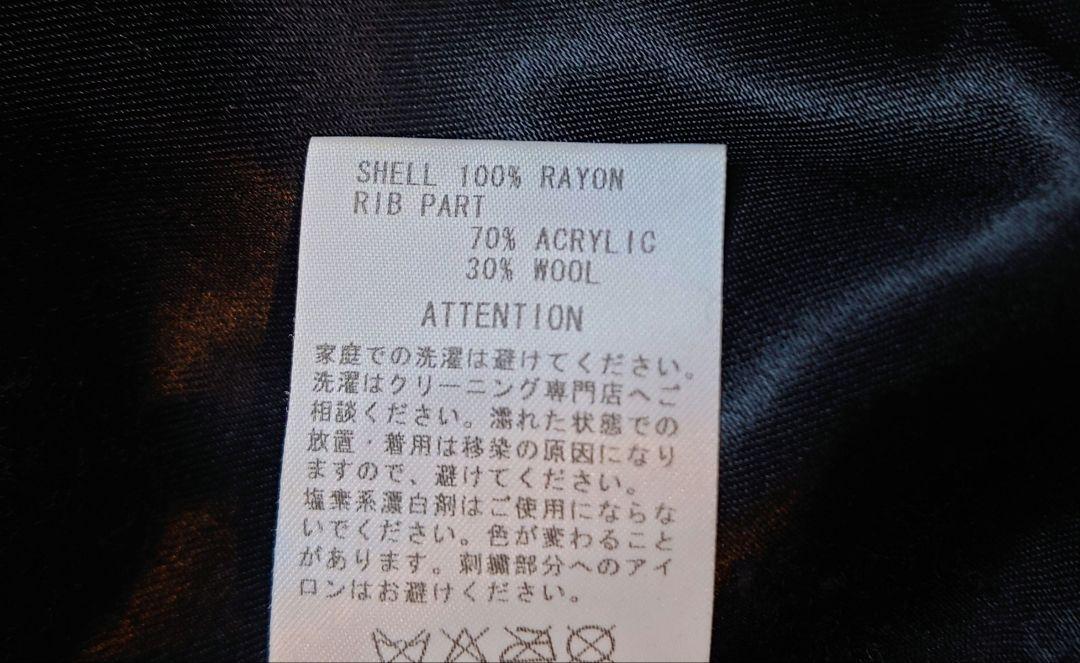 SHELL 100% RAYON
RIB PART
70% ACRYLIC
30% WOOL
ATTENTION
家庭での洗濯は避けてください。
洗濯はクリーニング専門店へご
相談ください。濡れた状態での
放置・着用は移染の原因になり
ますので、避けてください。
塩素系漂白剤はご使用にならな
いでください。色が変わること
があります。刺繍部分へのアイ
ロンはお避けください。